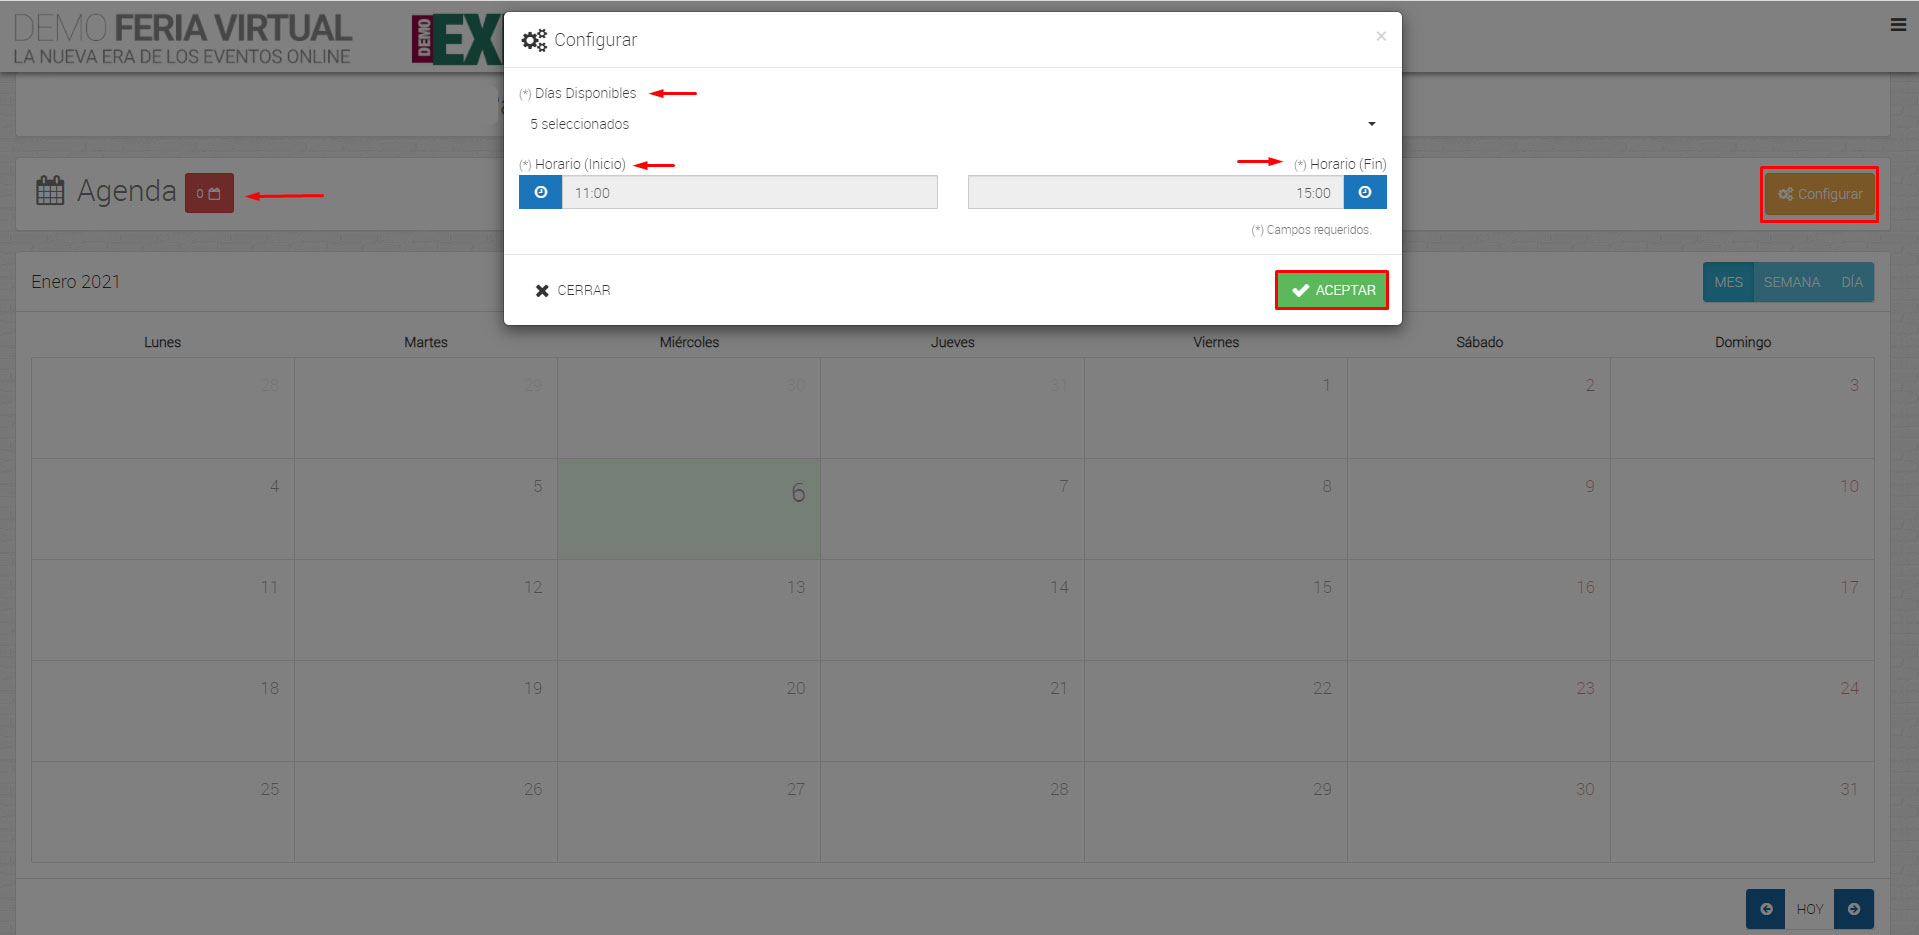 DEMO FERIA VIRTUAL
LA NUEVA ERA DE LOS EVENTOS ONLINE
DEMO EX
Configurar
×
(*) Días Disponibles
5 seleccionados
(*) Horario (Inicio)
(*) Horario (Fin)
11:00
15:00
(*) Campos requeridos.
CERRAR
ACEPTAR
Agenda 0
Configurar
Enero 2021
MES SEMANA DÍA
Lunes Martes Miércoles Jueves Viernes Sábado Domingo
28 29 30 31 1 2 3
4 5 6 7 8 9 10
11 12 13 14 15 16 17
18 19 20 21 22 23 24
25 26 27 28 29 30 31
HOY